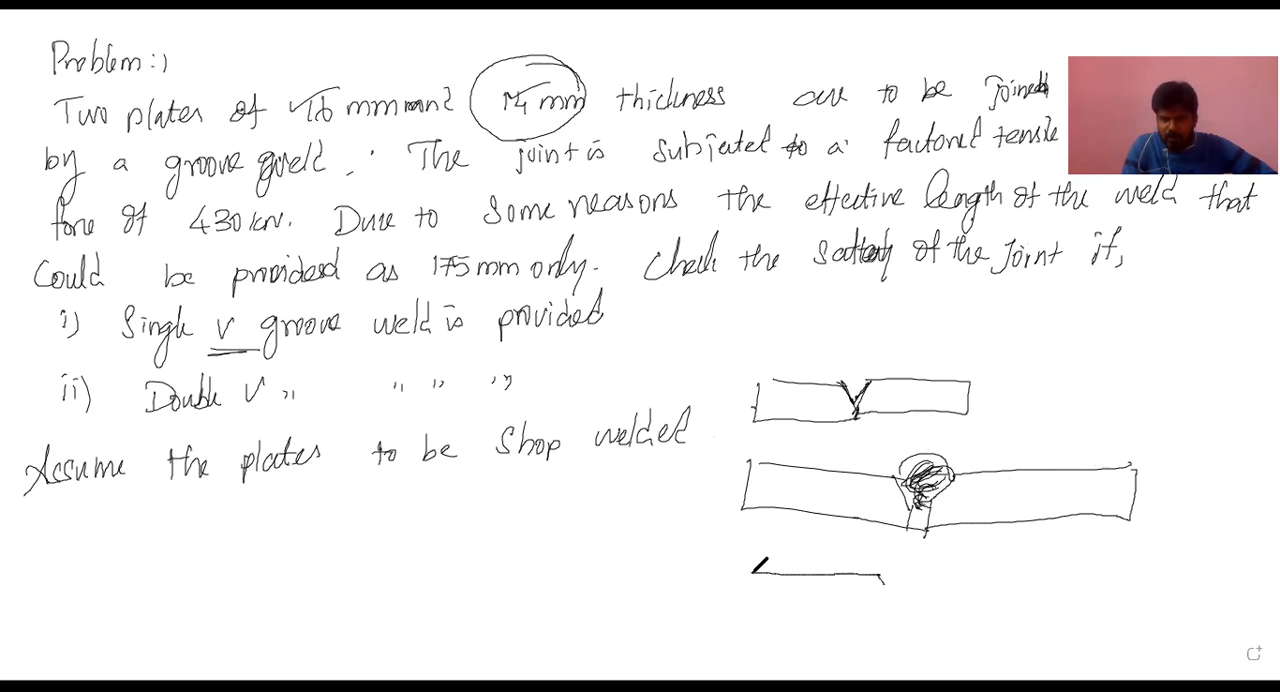 Problem:)
Two plates of 16 mm and 14 mm thickness are to be joined
by a groove gweld. The joint is subjected to a factored tensile
force of 430 kN. Due to some reasons the effective length of the weld that
could be provided as 175 mm only. Check the safety of the joint if,
i) Single V groove weld is provided
ii) Double V " " " "
Assume the plates to be shop welded